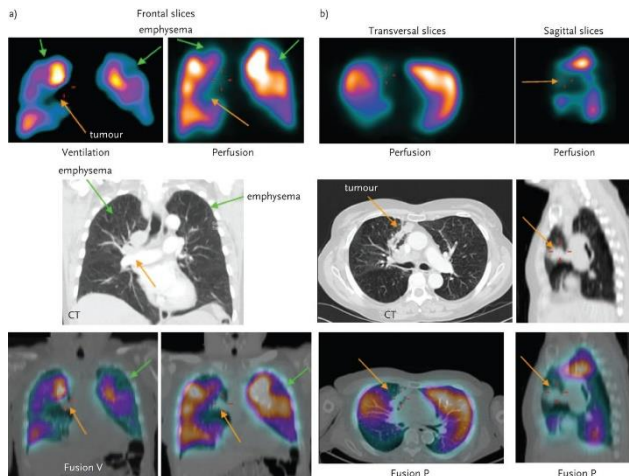 a)
Frontal slices
emphysema
tumour
Ventilation
Perfusion
emphysema
emphysema
CT
Fusion V
b)
Transversal slices
Sagittal slices
Perfusion
Perfusion
tumour
CT
Fusion P
Fusion P